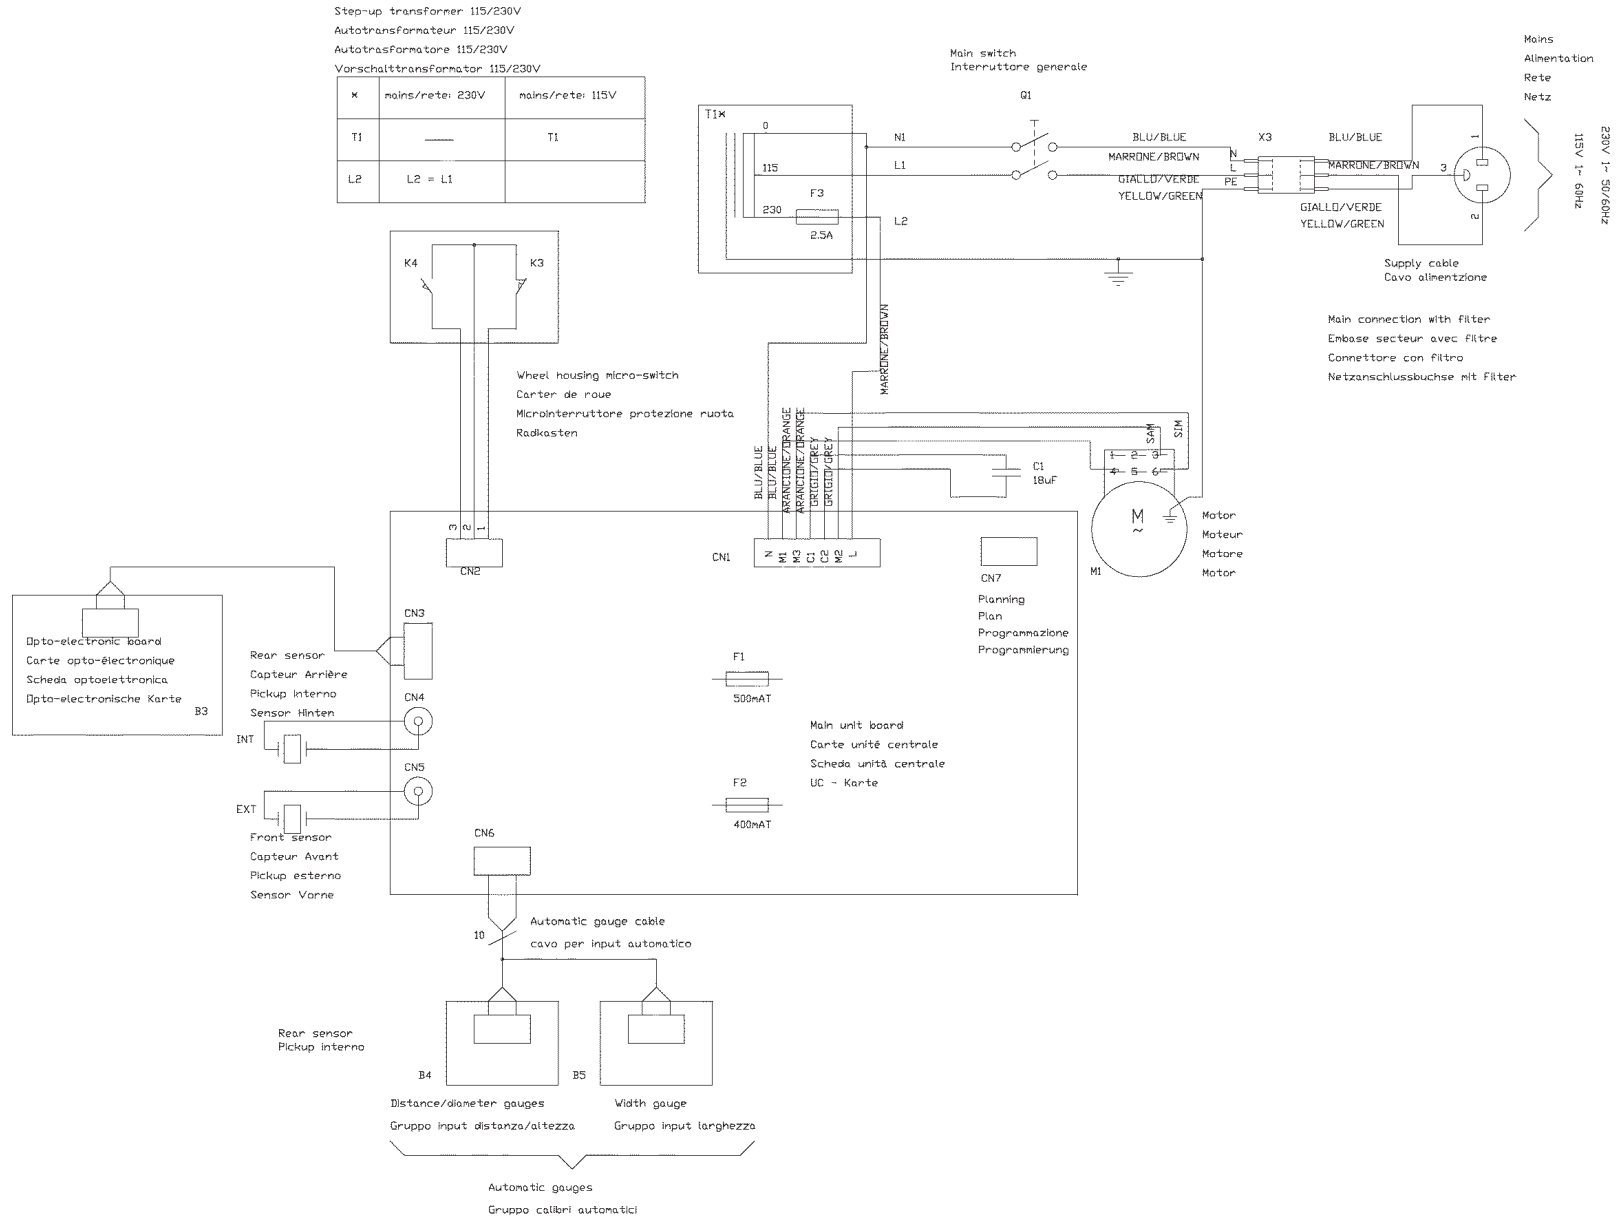 Step-up transformer 115/230V
Autotransformateur 115/230V
Autotrasformatore 115/230V
Vorschalttransformator 115/230V
* mains/rete: 230V mains/rete: 115V
T1 —— T1
L2 L2 = L1
Main switch
Interruttore generale
Q1
Mains
Alimentation
Rete
Netz
230V 1~ 50/60Hz
115V 1~ 60Hz
T1*
0
115
230
F3
2.5A
N1
L1
L2
BLU/BLUE
MARRONE/BROWN
GIALLO/VERDE
YELLOW/GREEN
X3
N
L
PE
BLU/BLUE
MARRONE/BROWN
GIALLO/VERDE
YELLOW/GREEN
1
3
2
Supply cable
Cavo alimentzione
Main connection with filter
Embase secteur avec filtre
Connettore con filtro
Netzanschlussbuchse mit Filter
K4
K3
Wheel housing micro-switch
Carter de roue
Microinterruttore protezione ruota
Radkasten
MARRONE/BROWN
BLU/BLUE
BLU/BLUE
ARANCIONE/ORANGE
ARANCIONE/ORANGE
GRIGIO/GREY
GRIGIO/GREY
C1
18uF
SAM
SIM
1 2 3
4 5 6
M
~
M1
Motor
Moteur
Motore
Motor
3
2
1
CN2
CN1
N
M1
M3
C1
C2
M2
L
CN7
Planning
Plan
Programmazione
Programmierung
Opto-electronic board
Carte opto-électronique
Scheda optoelettronica
Opto-electronische Karte
B3
CN3
Rear sensor
Capteur Arrière
Pickup interno
Sensor Hinten
CN4
INT
CN5
EXT
Front sensor
Capteur Avant
Pickup esterno
Sensor Vorne
F1
500mAT
Main unit board
Carte unité centrale
Scheda unità centrale
UC - Karte
F2
400mAT
CN6
10
Automatic gauge cable
cavo per input automatico
Rear sensor
Pickup interno
B4
B5
Distance/diameter gauges
Gruppo input distanza/altezza
Width gauge
Gruppo input larghezza
Automatic gauges
Gruppo calibri automatici